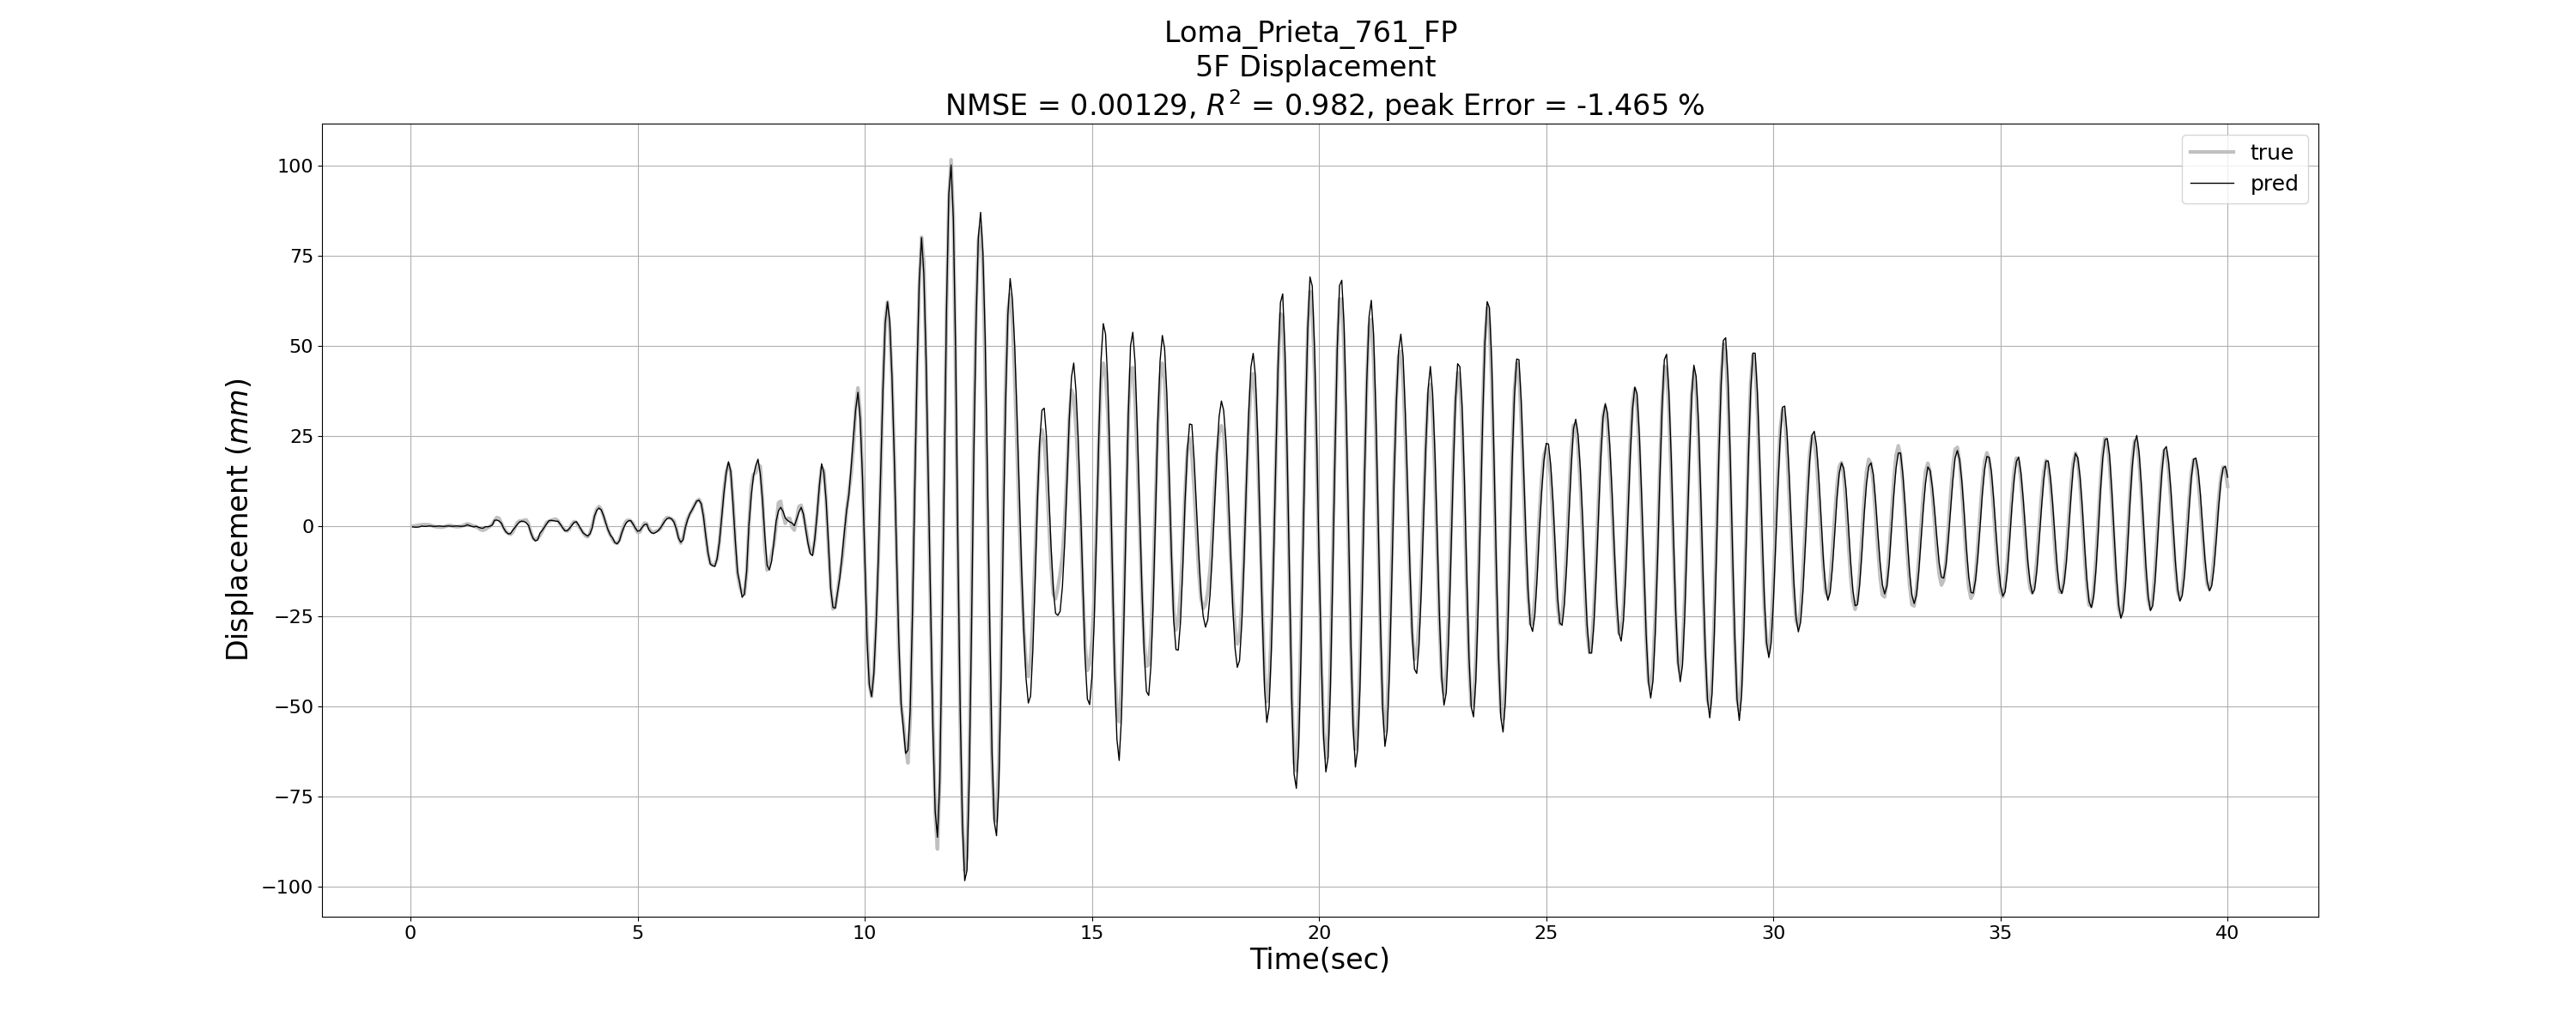 Loma_Prieta_761_FP
5F Displacement
NMSE = 0.00129, R² = 0.982, peak Error = -1.465 %
true
pred
100
75
50
25
0
−25
−50
−75
−100
Displacement (mm)
0 5 10 15 20 25 30 35 40
Time(sec)